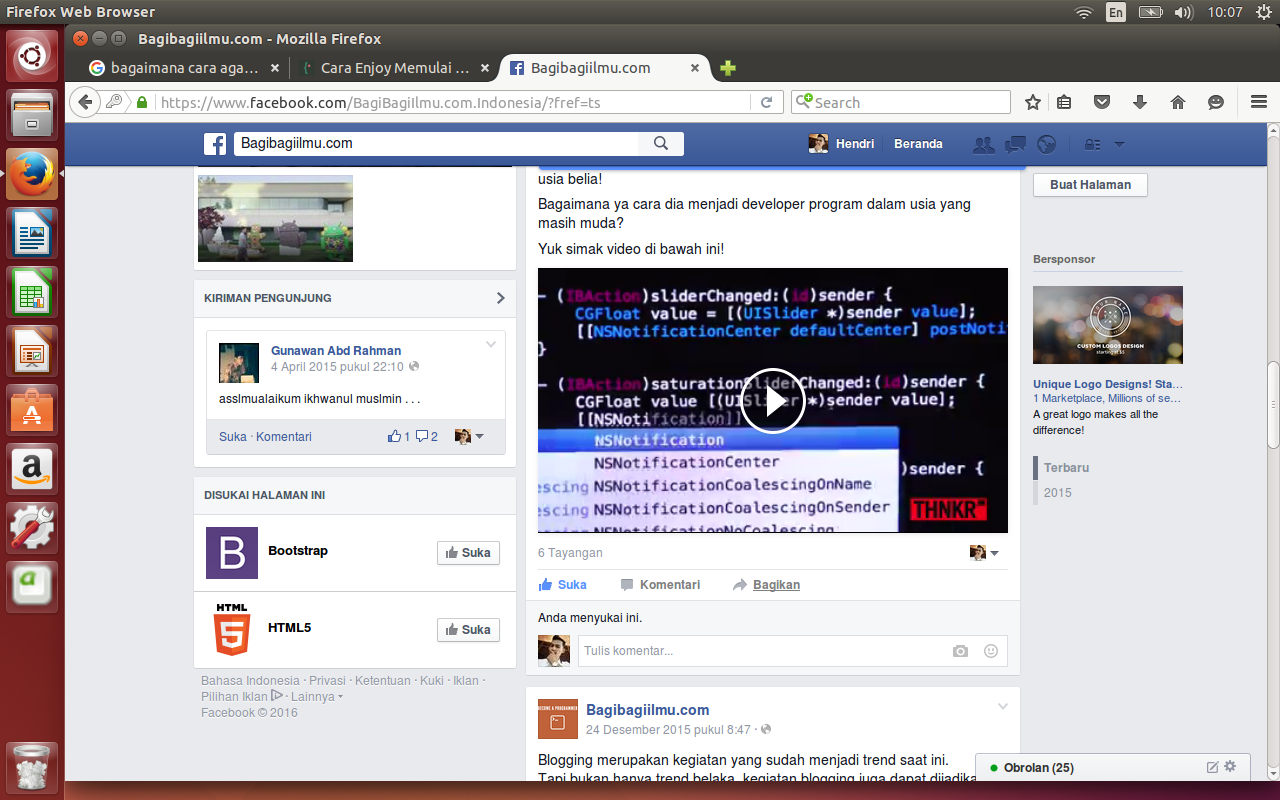 Firefox Web Browser
En
10:07
Bagibagiilmu.com - Mozilla Firefox
bagaimana cara aga...
Cara Enjoy Memulai ...
Bagibagiilmu.com
https://www.facebook.com/BagiBagiIlmu.com.Indonesia/?fref=ts
Search
Bagibagiilmu.com
Hendri
Beranda
KIRIMAN PENGUNJUNG
Gunawan Abd Rahman
4 April 2015 pukul 22:10
asslmualaikum ikhwanul muslmin . . .
Suka · Komentari
1
2
DISUKAI HALAMAN INI
Bootstrap
Suka
HTML
HTML5
Suka
Bahasa Indonesia · Privasi · Ketentuan · Kuki · Iklan ·
Pilihan Iklan · Lainnya
Facebook © 2016
usia belia!
Bagaimana ya cara dia menjadi developer program dalam usia yang
masih muda?
Yuk simak video di bawah ini!
- (IBAction)sliderChanged:(id)sender {
CGFloat value = [(UISlider *)sender value];
[[NSNotificationCenter defaultCenter] postNoti
}
- (IBAction)saturationSliderChanged:(id)sender {
CGFloat value [(UISlider *)sender value];
[[NSNotification]]
NSNotification
NSNotificationCenter
)sender {
escing NSNotificationCoalescingOnName
escing NSNotificationCoalescingOnSender
NSNotificationNoCoalescing
THNKR
6 Tayangan
Suka
Komentari
Bagikan
Anda menyukai ini.
Tulis komentar...
BECOME A PROGRAMMER
Bagibagiilmu.com
24 Desember 2015 pukul 8:47 ·
Blogging merupakan kegiatan yang sudah menjadi trend saat ini.
Tapi bukan hanya trend belaka, kegiatan blogging juga dapat dijadika
Buat Halaman
Bersponsor
CUSTOM LOGOS DESIGN
starting at $5
Unique Logo Designs! Sta...
1 Marketplace, Millions of se...
A great logo makes all the
difference!
Terbaru
2015
Obrolan (25)